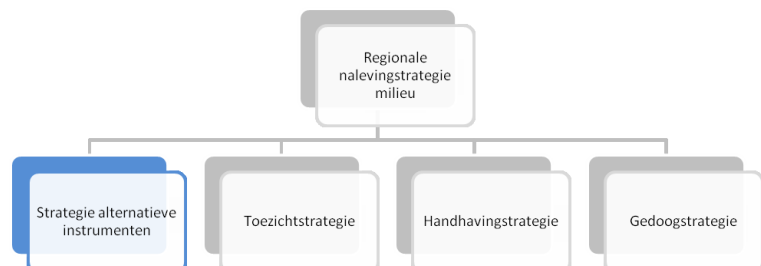 Regionale
nalevingstrategie
milieu
Strategie alternatieve
instrumenten
Toezichtstrategie
Handhavingstrategie
Gedoogstrategie